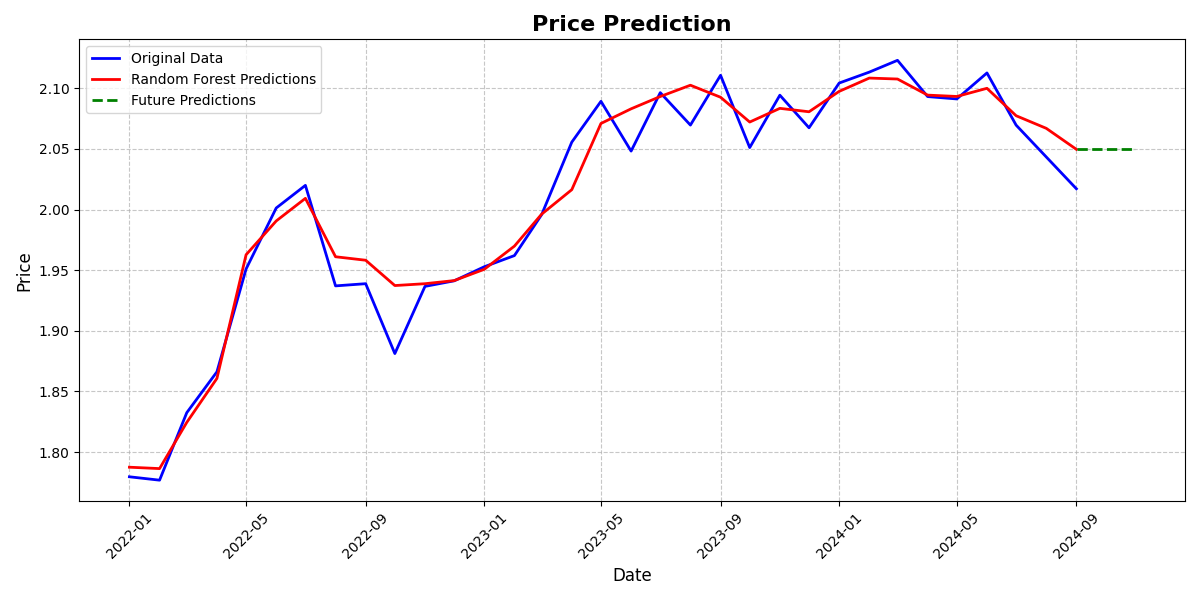 Price Prediction
Original Data
Random Forest Predictions
Future Predictions
Price
2.10
2.05
2.00
1.95
1.90
1.85
1.80
2022-01
2022-05
2022-09
2023-01
2023-05
2023-09
2024-01
2024-05
2024-09
Date